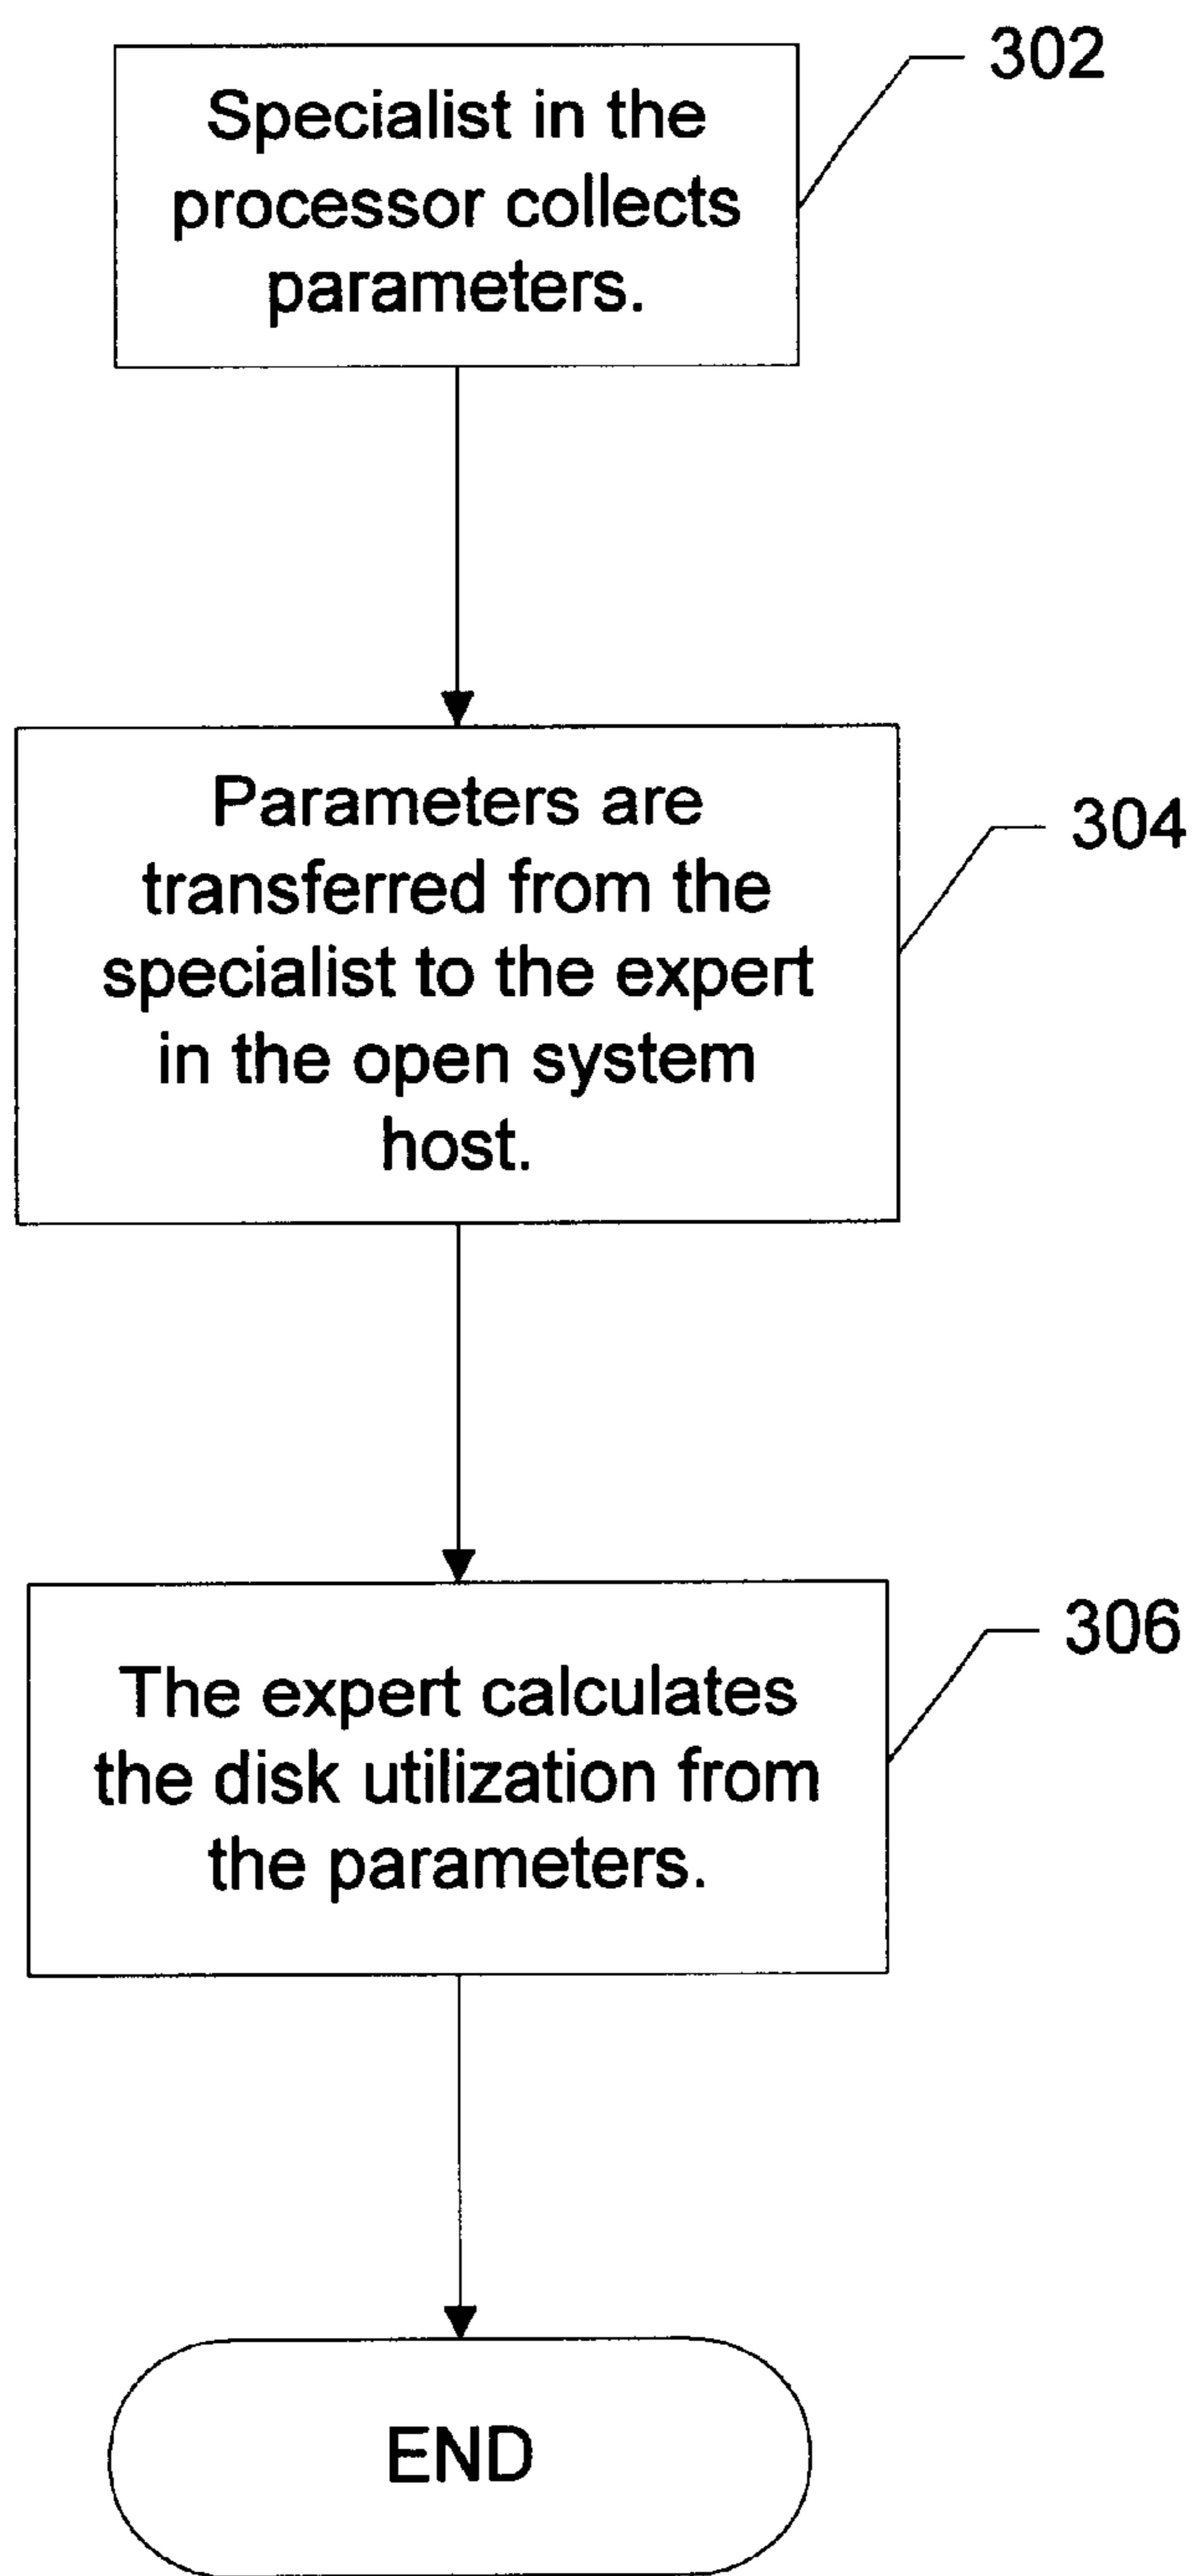 302
Specialist in the
processor collects
parameters.
304
Parameters are
transferred from the
specialist to the expert
in the open system
host.
306
The expert calculates
the disk utilization from
the parameters.
END